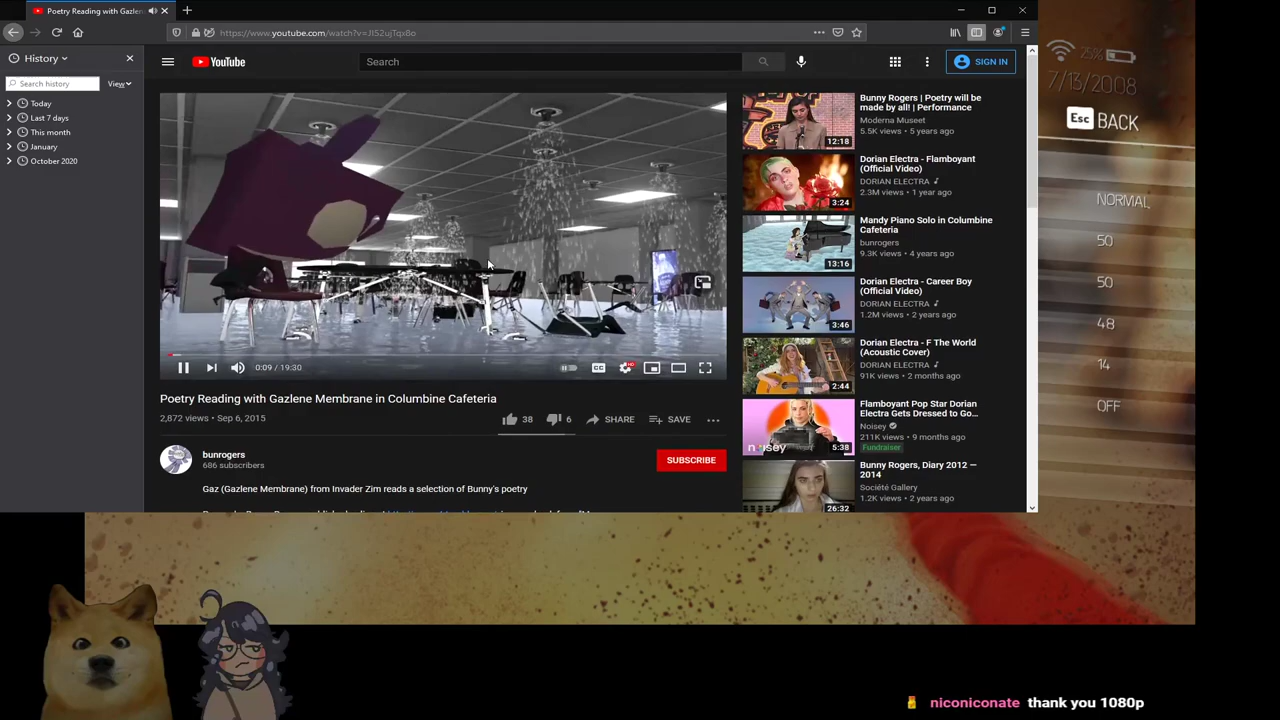 Poetry Reading with Gazlene
https://www.youtube.com/watch?v=JIS2ujTqx8o
History
Search history
View
Today
Last 7 days
This month
January
October 2020
YouTube
Search
SIGN IN
0:09 / 19:30
CC
HD
Poetry Reading with Gazlene Membrane in Columbine Cafeteria
2,872 views • Sep 6, 2015
38
6
SHARE
SAVE
bunrogers
686 subscribers
SUBSCRIBE
Gaz (Gazlene Membrane) from Invader Zim reads a selection of Bunny's poetry
12:18
Bunny Rogers | Poetry will be
made by all! | Performance
Moderna Museet
5.5K views • 5 years ago
3:24
Dorian Electra - Flamboyant
(Official Video)
DORIAN ELECTRA
2.3M views • 1 year ago
13:16
Mandy Piano Solo in Columbine
Cafeteria
bunrogers
9.3K views • 4 years ago
3:46
Dorian Electra - Career Boy
(Official Video)
DORIAN ELECTRA
1.2M views • 2 years ago
2:44
Dorian Electra - F The World
(Acoustic Cover)
DORIAN ELECTRA
91K views • 2 months ago
noisey
5:38
Flamboyant Pop Star Dorian
Electra Gets Dressed to Go...
Noisey
211K views • 9 months ago
Fundraiser
26:32
Bunny Rogers, Diary 2012 —
2014
Société Gallery
1.2K views • 2 years ago
25%
7/13/2008
Esc BACK
NORMAL
50
50
48
14
OFF
niconiconate thank you 1080p